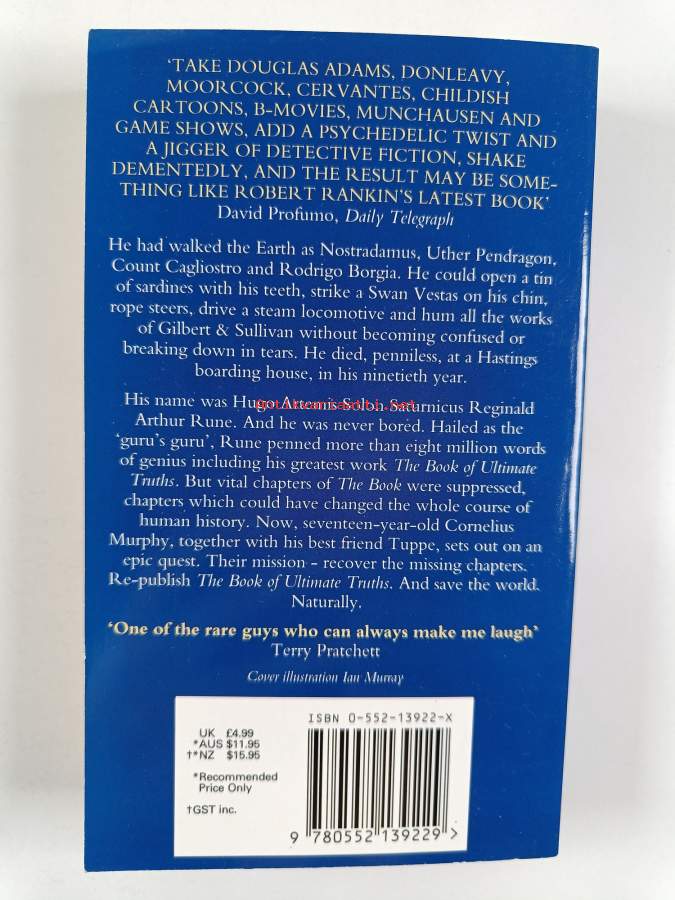 ‘TAKE DOUGLAS ADAMS, DONLEAVY,
MOORCOCK, CERVANTES, CHILDISH
CARTOONS, B-MOVIES, MUNCHAUSEN AND
GAME SHOWS, ADD A PSYCHEDELIC TWIST AND
A JIGGER OF DETECTIVE FICTION, SHAKE
DEMENTEDLY, AND THE RESULT MAY BE SOME-
THING LIKE ROBERT RANKIN'S LATEST BOOK’
David Profumo, Daily Telegraph
He had walked the Earth as Nostradamus, Uther Pendragon,
Count Cagliostro and Rodrigo Borgia. He could open a tin
of sardines with his teeth, strike a Swan Vestas on his chin,
rope steers, drive a steam locomotive and hum all the works
of Gilbert & Sullivan without becoming confused or
breaking down in tears. He died, penniless, at a Hastings
boarding house, in his ninetieth year.
His name was Hugo Artemis Solon Saturnicus Reginald
Arthur Rune. And he was never bored. Hailed as the
‘guru's guru’, Rune penned more than eight million words
of genius including his greatest work The Book of Ultimate
Truths. But vital chapters of The Book were suppressed,
chapters which could have changed the whole course of
human history. Now, seventeen-year-old Cornelius
Murphy, together with his best friend Tuppe, sets out on an
epic quest. Their mission - recover the missing chapters.
Re-publish The Book of Ultimate Truths. And save the world.
Naturally.
‘One of the rare guys who can always make me laugh’
Terry Pratchett
Cover illustration Ian Murray
ISBN 0-552-13922-X
UK £4.99
*AUS $11.95
†*NZ $15.95
*Recommended
Price Only
†GST inc.
9 780552 139229 >